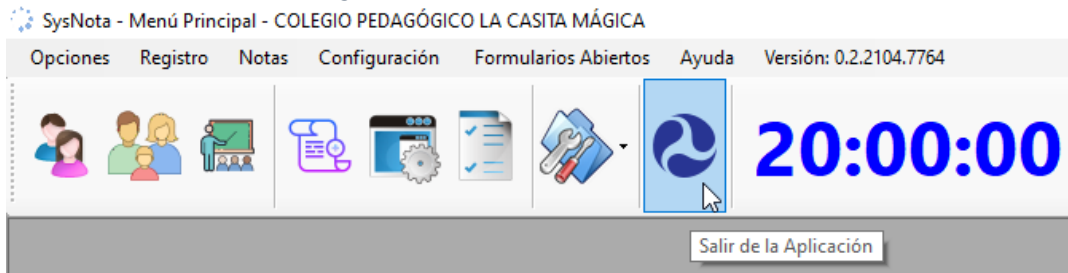 SysNota - Menú Principal - COLEGIO PEDAGÓGICO LA CASITA MÁGICA
Opciones Registro Notas Configuración Formularios Abiertos Ayuda Versión: 0.2.2104.7764
20:00:00
Salir de la Aplicación